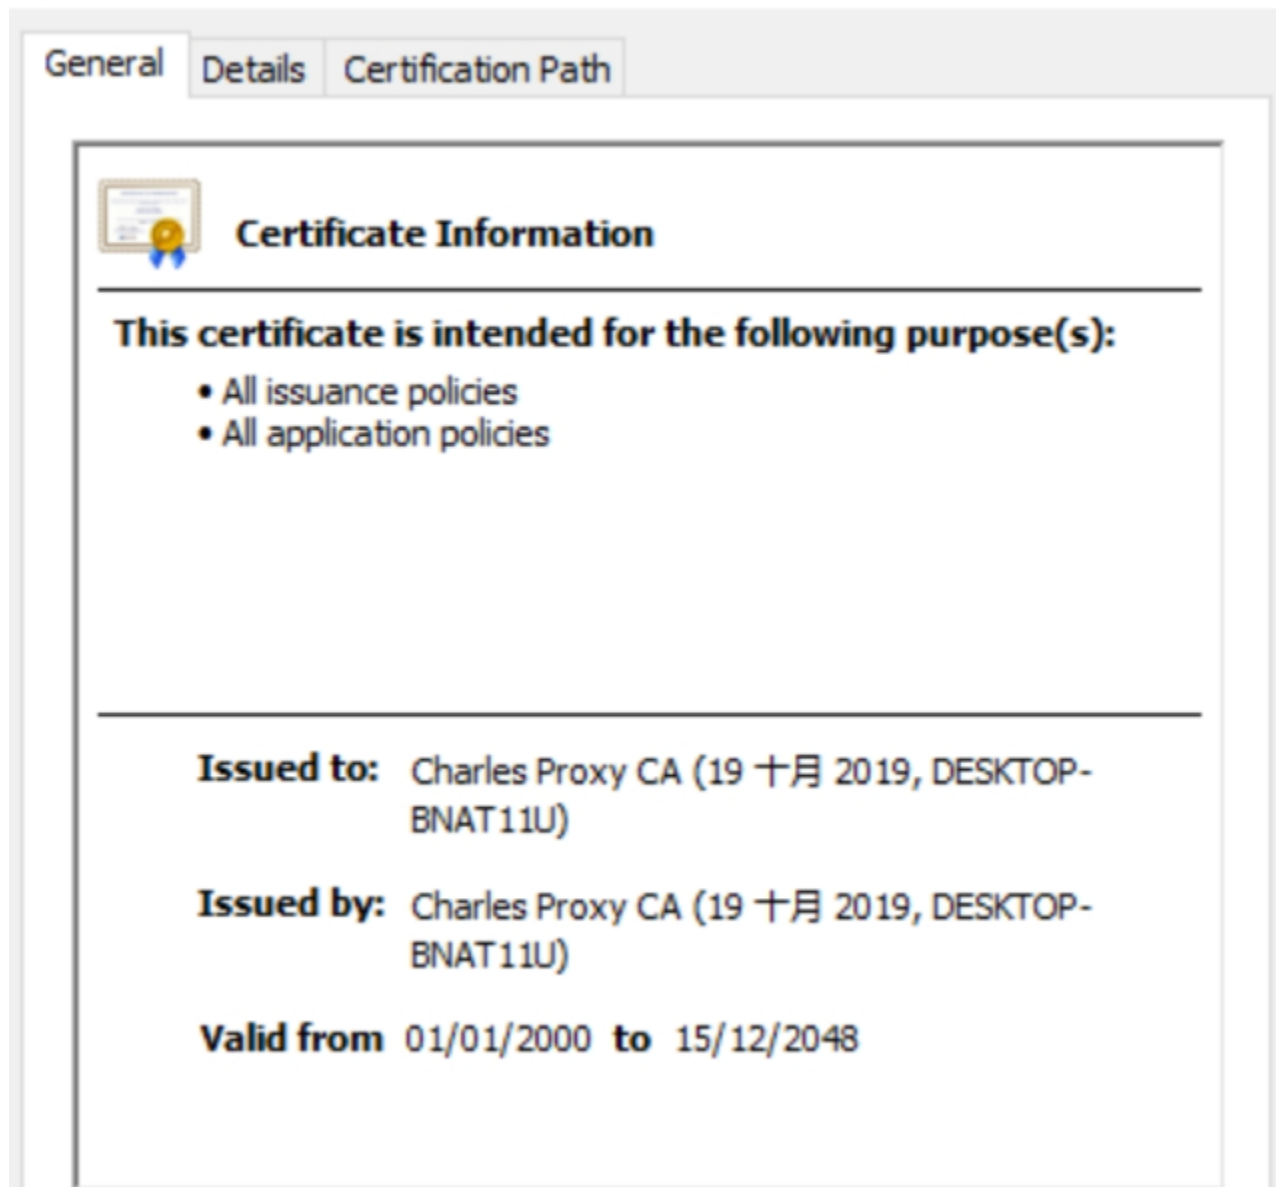 General
Details
Certification Path
Certificate Information
This certificate is intended for the following purpose(s):
• All issuance policies
• All application policies
Issued to: Charles Proxy CA (19 十月 2019, DESKTOP-
BNAT11U)
Issued by: Charles Proxy CA (19 十月 2019, DESKTOP-
BNAT11U)
Valid from 01/01/2000 to 15/12/2048